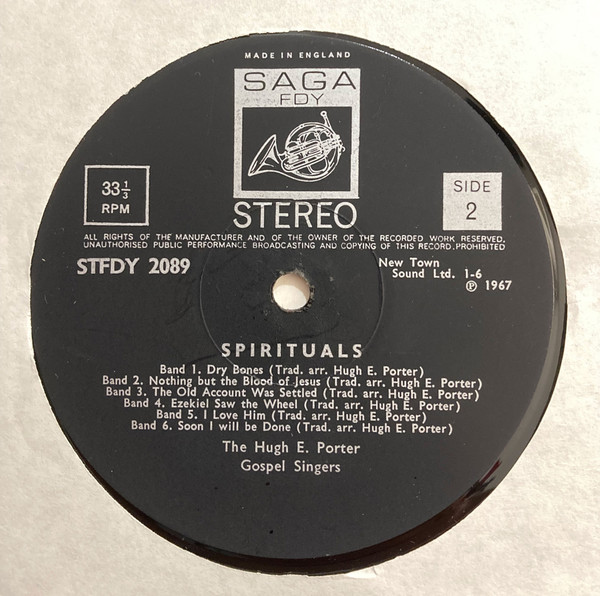 MADE IN ENGLAND
SAGA
FDY
33⅓
RPM
SIDE
2
STEREO
ALL RIGHTS OF THE MANUFACTURER AND OF THE OWNER OF THE RECORDED WORK RESERVED.
UNAUTHORISED PUBLIC PERFORMANCE BROADCASTING AND COPYING OF THIS RECORD PROHIBITED.
STFDY 2089
New Town
Sound Ltd. 1-6
℗ 1967
SPIRITUALS
Band 1. Dry Bones (Trad. arr. Hugh E. Porter)
Band 2. Nothing but the Blood of Jesus (Trad. arr. Hugh E. Porter)
Band 3. The Old Account Was Settled (Trad. arr. Hugh E. Porter)
Band 4. Ezekiel Saw the Wheel (Trad. arr. Hugh E. Porter)
Band 5. I Love Him (Trad. arr. Hugh E. Porter)
Band 6. Soon I will be Done (Trad. arr. Hugh E. Porter)
The Hugh E. Porter
Gospel Singers